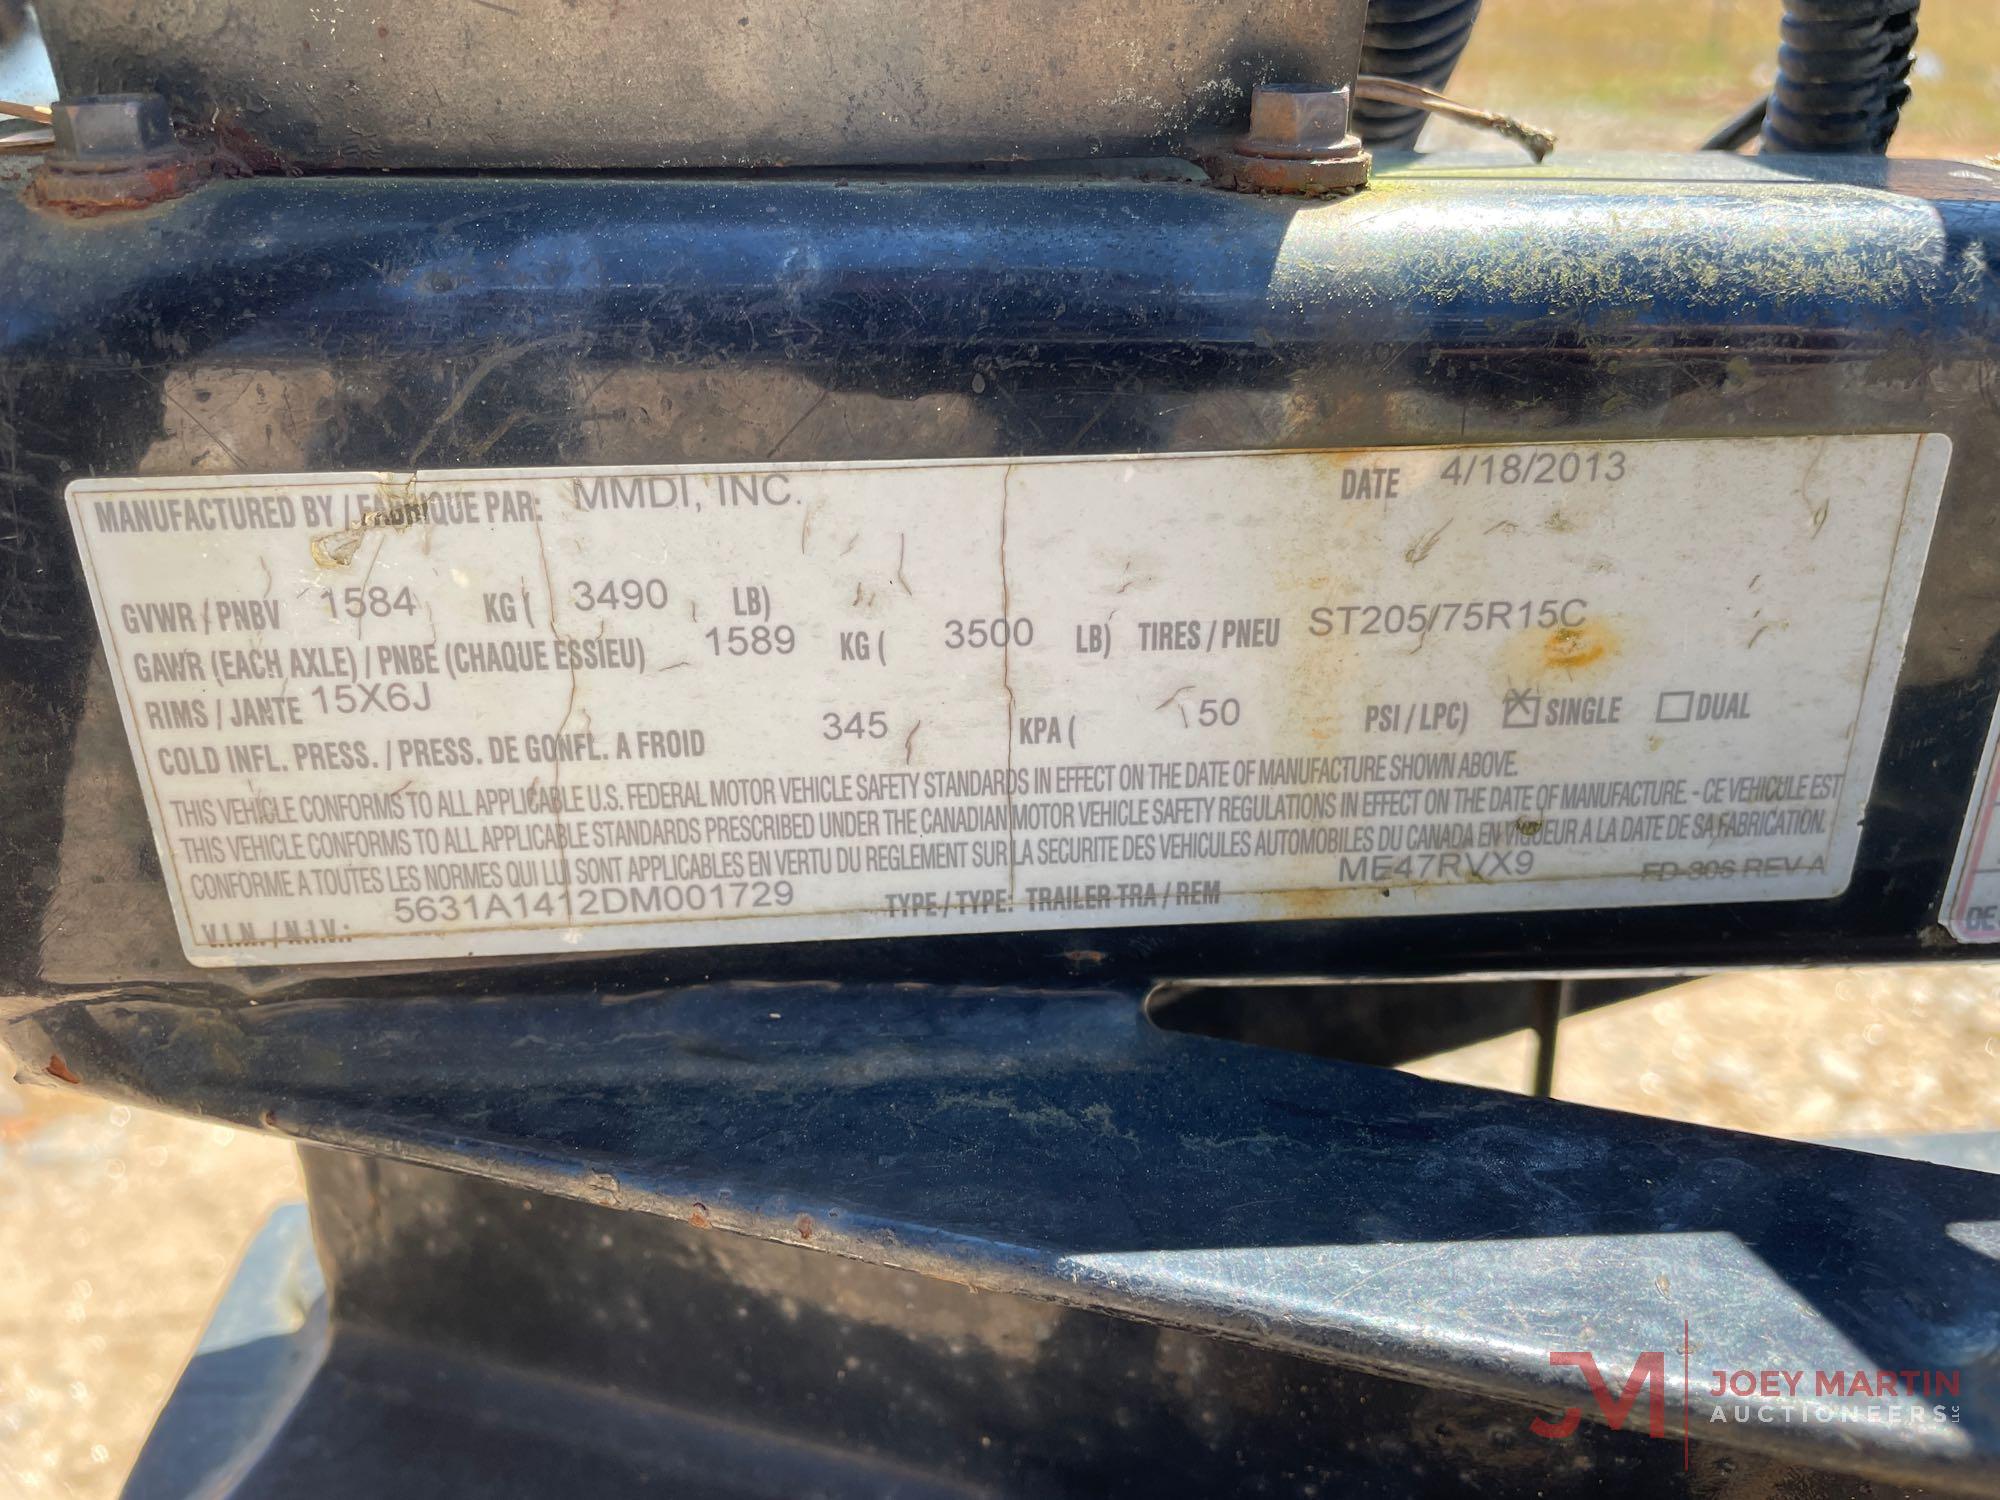 MANUFACTURED BY / FABRIQUE PAR: MMDI, INC. DATE 4/18/2013
GVWR / PNBV 1584 KG ( 3490 LB)
GAWR (EACH AXLE) / PNBE (CHAQUE ESSIEU) 1589 KG ( 3500 LB) TIRES / PNEU ST205/75R15C
RIMS / JANTE 15X6J
COLD INFL. PRESS. / PRESS. DE GONFL. A FROID 345 KPA ( 50 PSI / LPC) SINGLE DUAL
THIS VEHICLE CONFORMS TO ALL APPLICABLE U.S. FEDERAL MOTOR VEHICLE SAFETY STANDARDS IN EFFECT ON THE DATE OF MANUFACTURE SHOWN ABOVE.
THIS VEHICLE CONFORMS TO ALL APPLICABLE STANDARDS PRESCRIBED UNDER THE CANADIAN MOTOR VEHICLE SAFETY REGULATIONS IN EFFECT ON THE DATE OF MANUFACTURE. - CE VEHICULE EST
CONFORME A TOUTES LES NORMES QUI LUI SONT APPLICABLES EN VERTU DU REGLEMENT SUR LA SECURITE DES VEHICULES AUTOMOBILES DU CANADA EN VIGUEUR A LA DATE DE SA FABRICATION.
V.I.N. / N.I.V.: 5631A1412DM001729 TYPE / TYPE: TRAILER TRA / REM ME47RVX9 FD-306 REV A
DE
JM JOEY MARTIN
AUCTIONEERS LLC